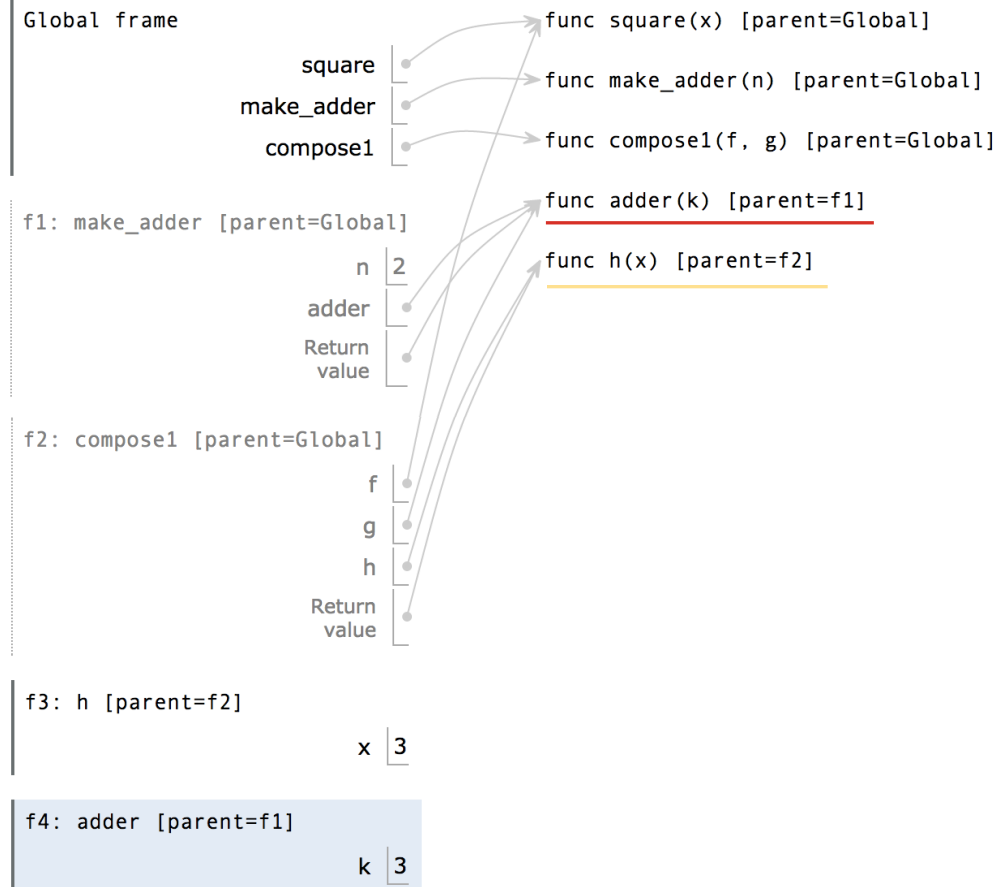 Global frame
square
make_adder
compose1
func square(x) [parent=Global]
func make_adder(n) [parent=Global]
func compose1(f, g) [parent=Global]
func adder(k) [parent=f1]
func h(x) [parent=f2]
f1: make_adder [parent=Global]
n 2
adder
Return
value
f2: compose1 [parent=Global]
f
g
h
Return
value
f3: h [parent=f2]
x 3
f4: adder [parent=f1]
k 3